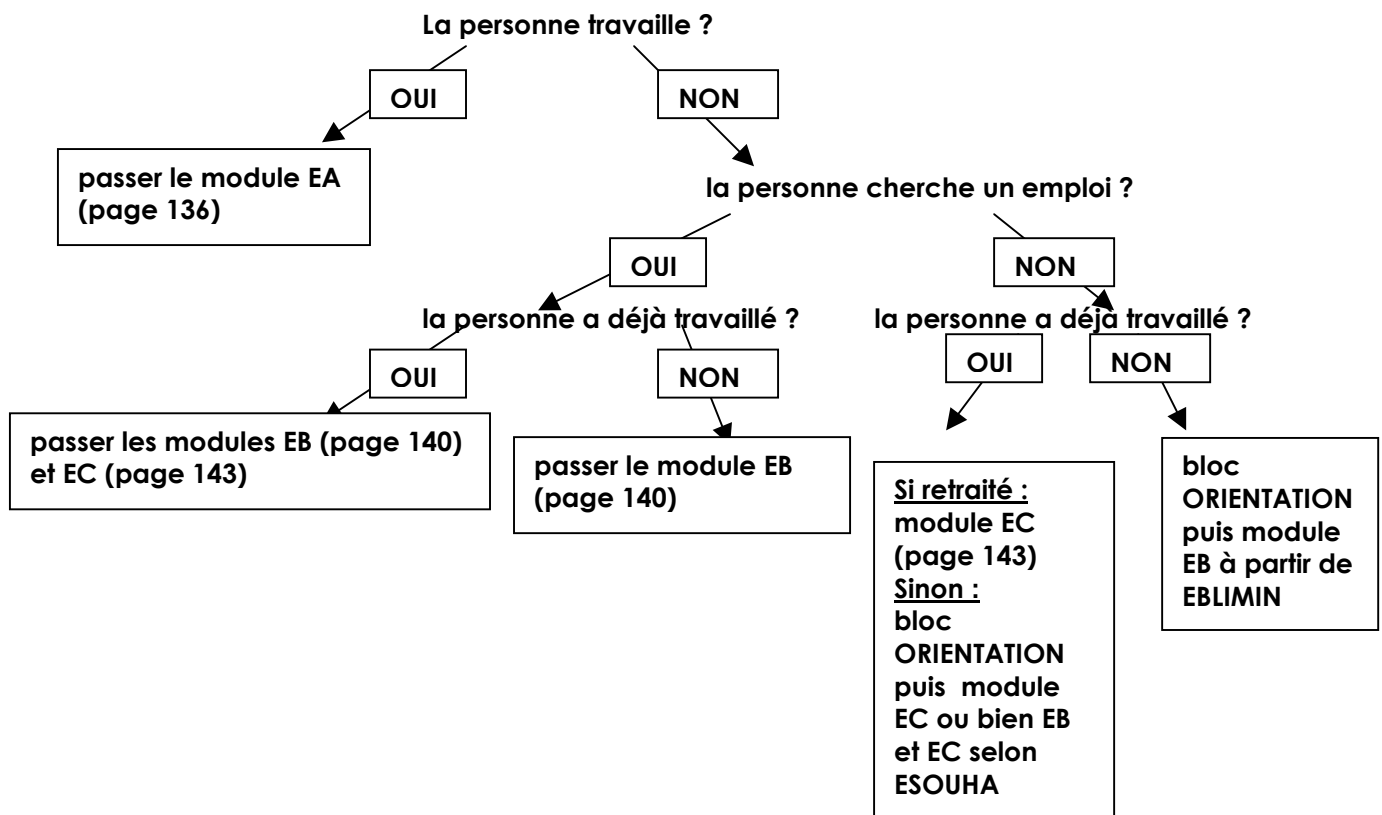 La personne travaille ?
OUI
NON
passer le module EA
(page 136)
la personne cherche un emploi ?
OUI
NON
la personne a déjà travaillé ?
la personne a déjà travaillé ?
OUI
NON
OUI
NON
passer les modules EB (page 140)
et EC (page 143)
passer le module EB
(page 140)
Si retraité :
module EC
(page 143)
Sinon :
bloc
ORIENTATION
puis module
EC ou bien EB
et EC selon
ESOUHA
bloc
ORIENTATION
puis module
EB à partir de
EBLIMIN